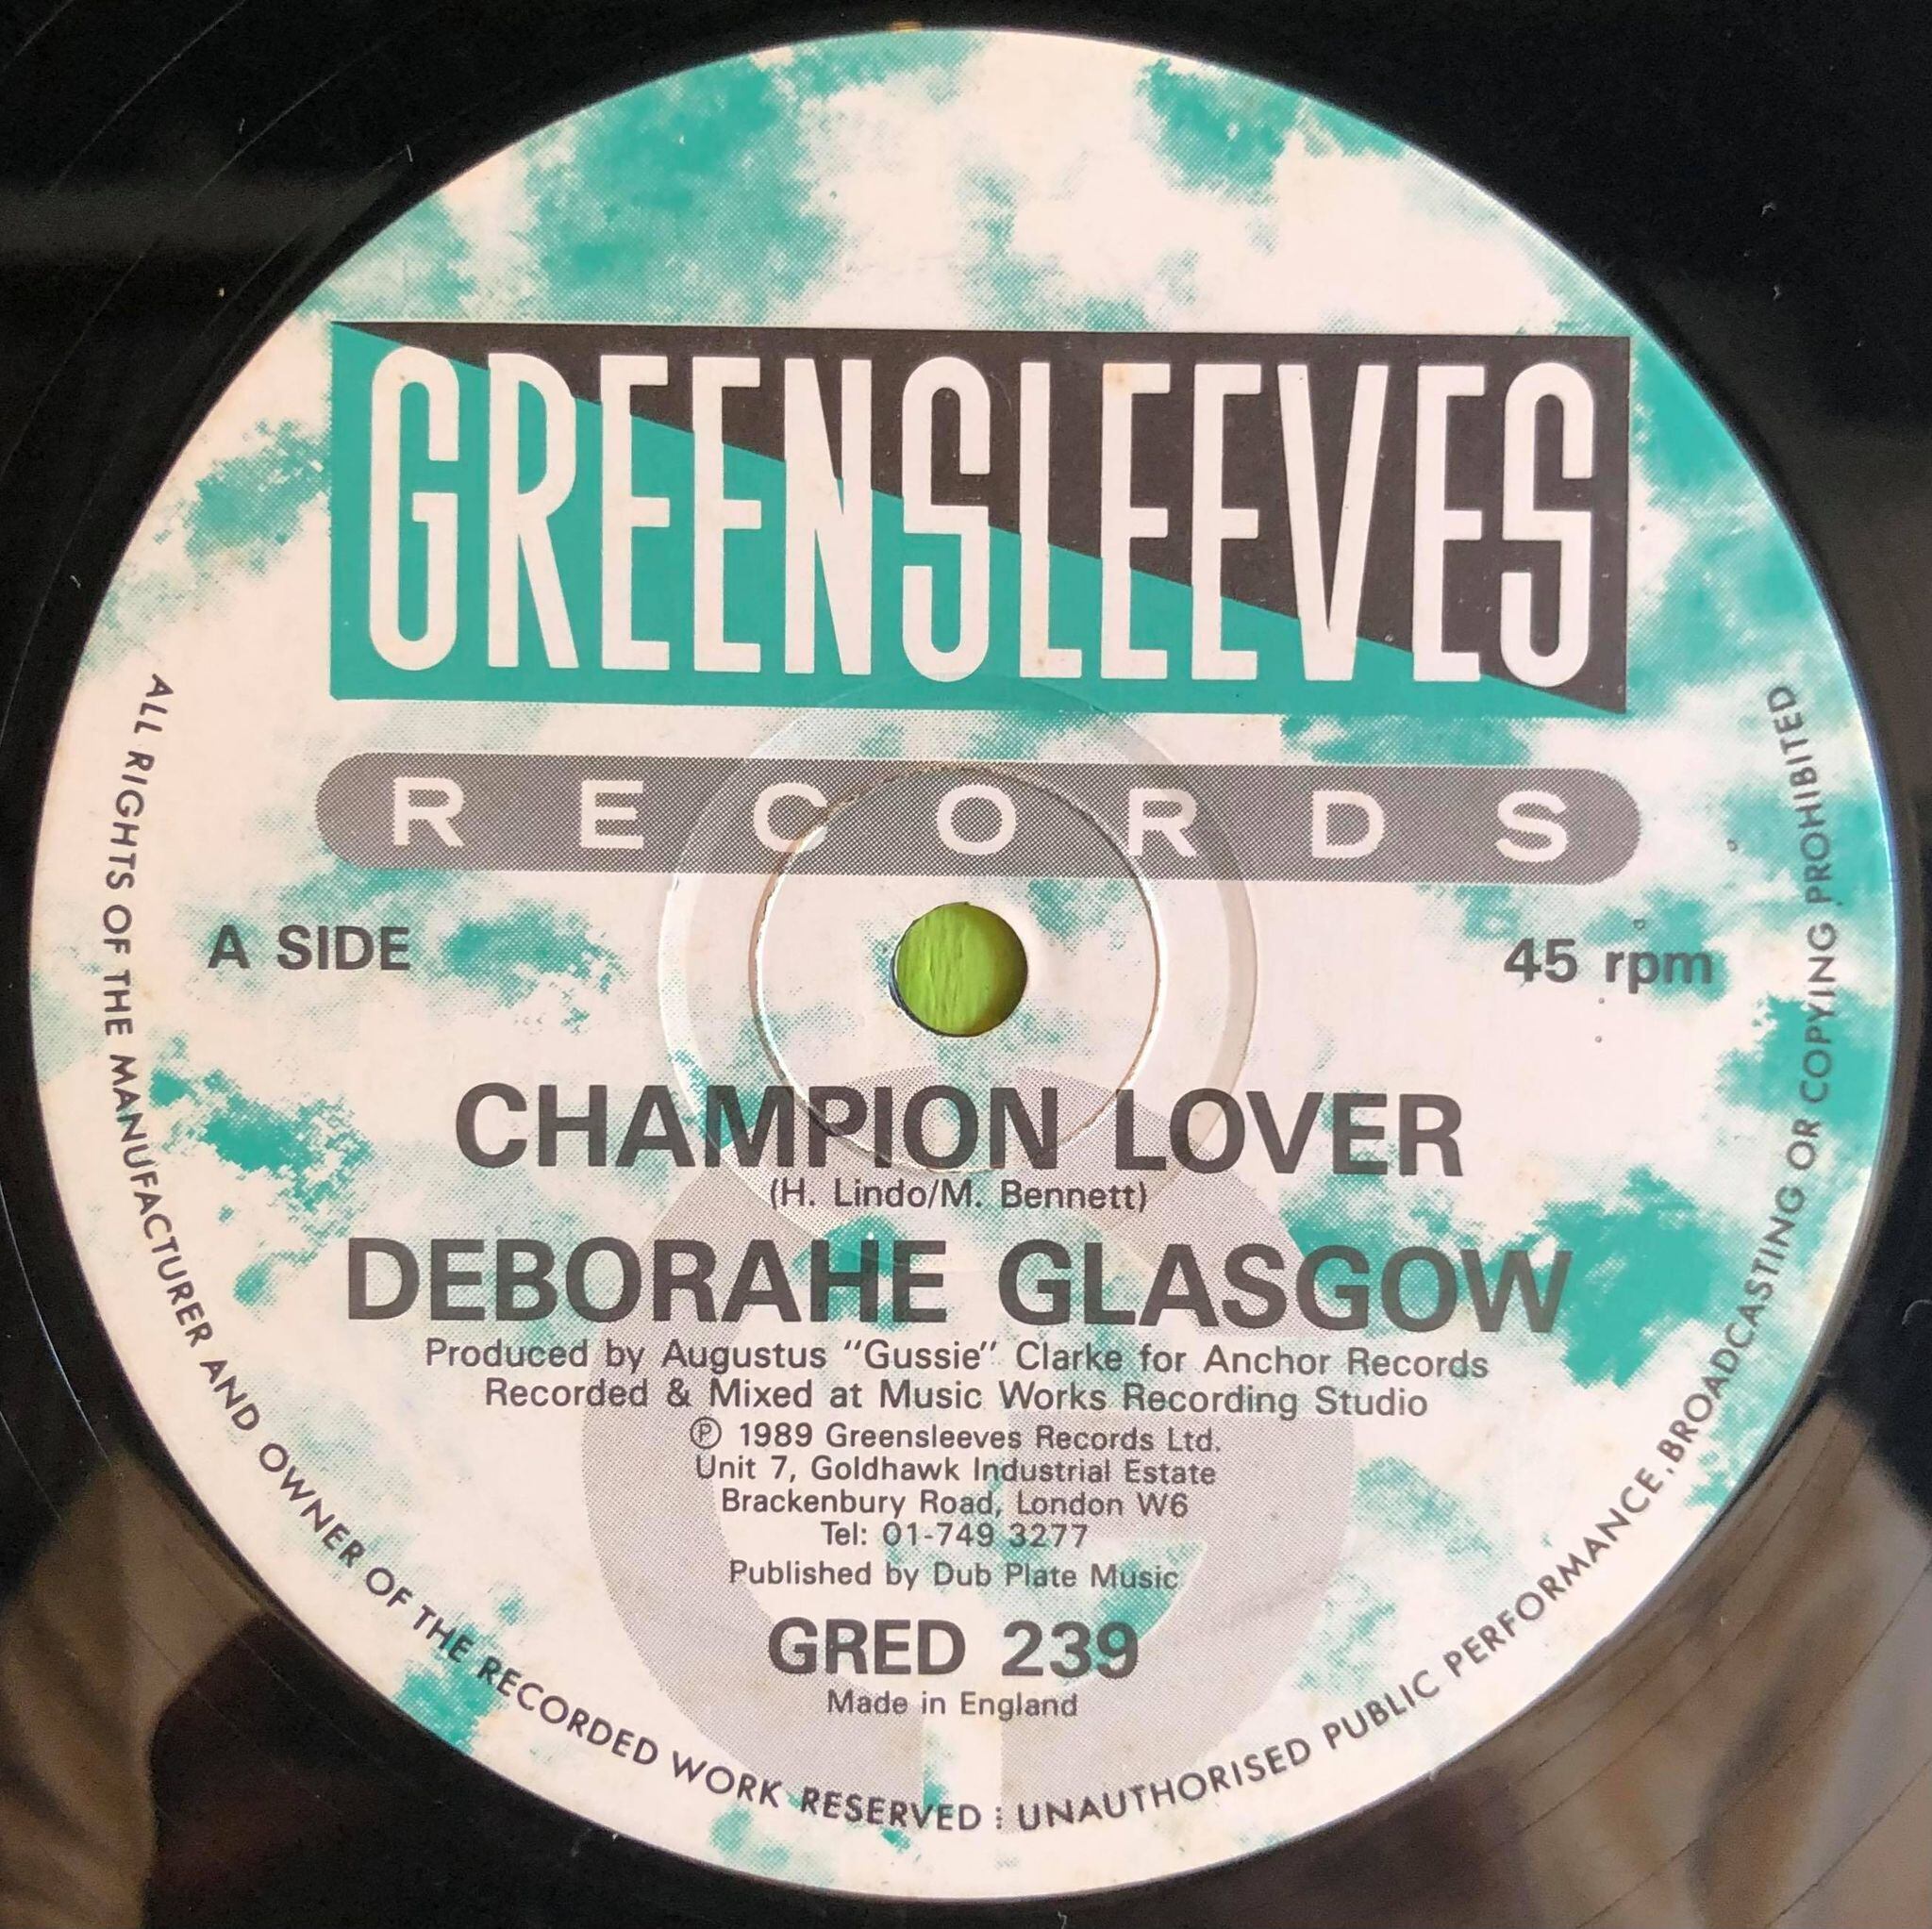 GREENSLEEVES
RECORDS
A SIDE
45 rpm
CHAMPION LOVER
(H. Lindo/M. Bennett)
DEBORAHE GLASGOW
Produced by Augustus "Gussie" Clarke for Anchor Records
Recorded & Mixed at Music Works Recording Studio
℗ 1989 Greensleeves Records Ltd.
Unit 7, Goldhawk Industrial Estate
Brackenbury Road, London W6
Tel: 01-749 3277
Published by Dub Plate Music
GRED 239
Made in England
ALL RIGHTS OF THE MANUFACTURER AND OWNER OF THE RECORDED WORK RESERVED ⁝ UNAUTHORISED PUBLIC PERFORMANCE, BROADCASTING OR COPYING PROHIBITED